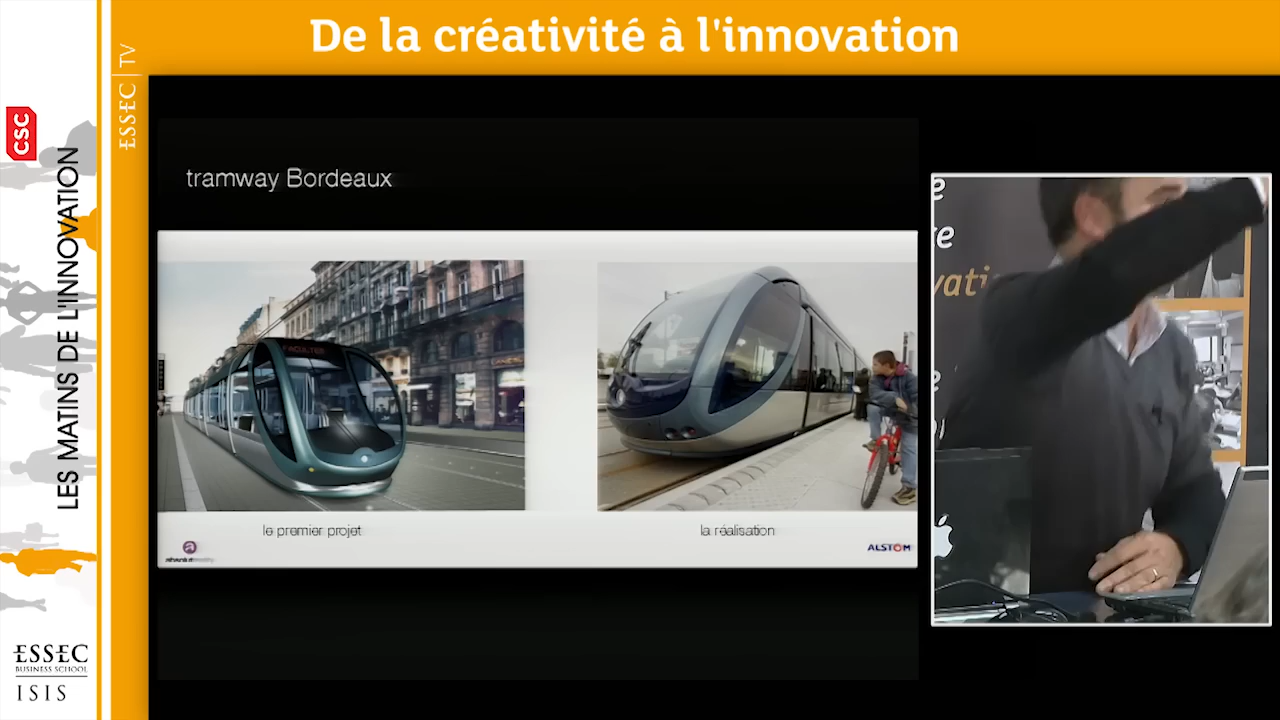 De la créativité à l'innovation
ESSEC | TV
CSC
LES MATINS DE L'INNOVATION
tramway Bordeaux
FACULTES
le premier projet
la réalisation
ALSTOM
ESSEC
BUSINESS SCHOOL
ISIS